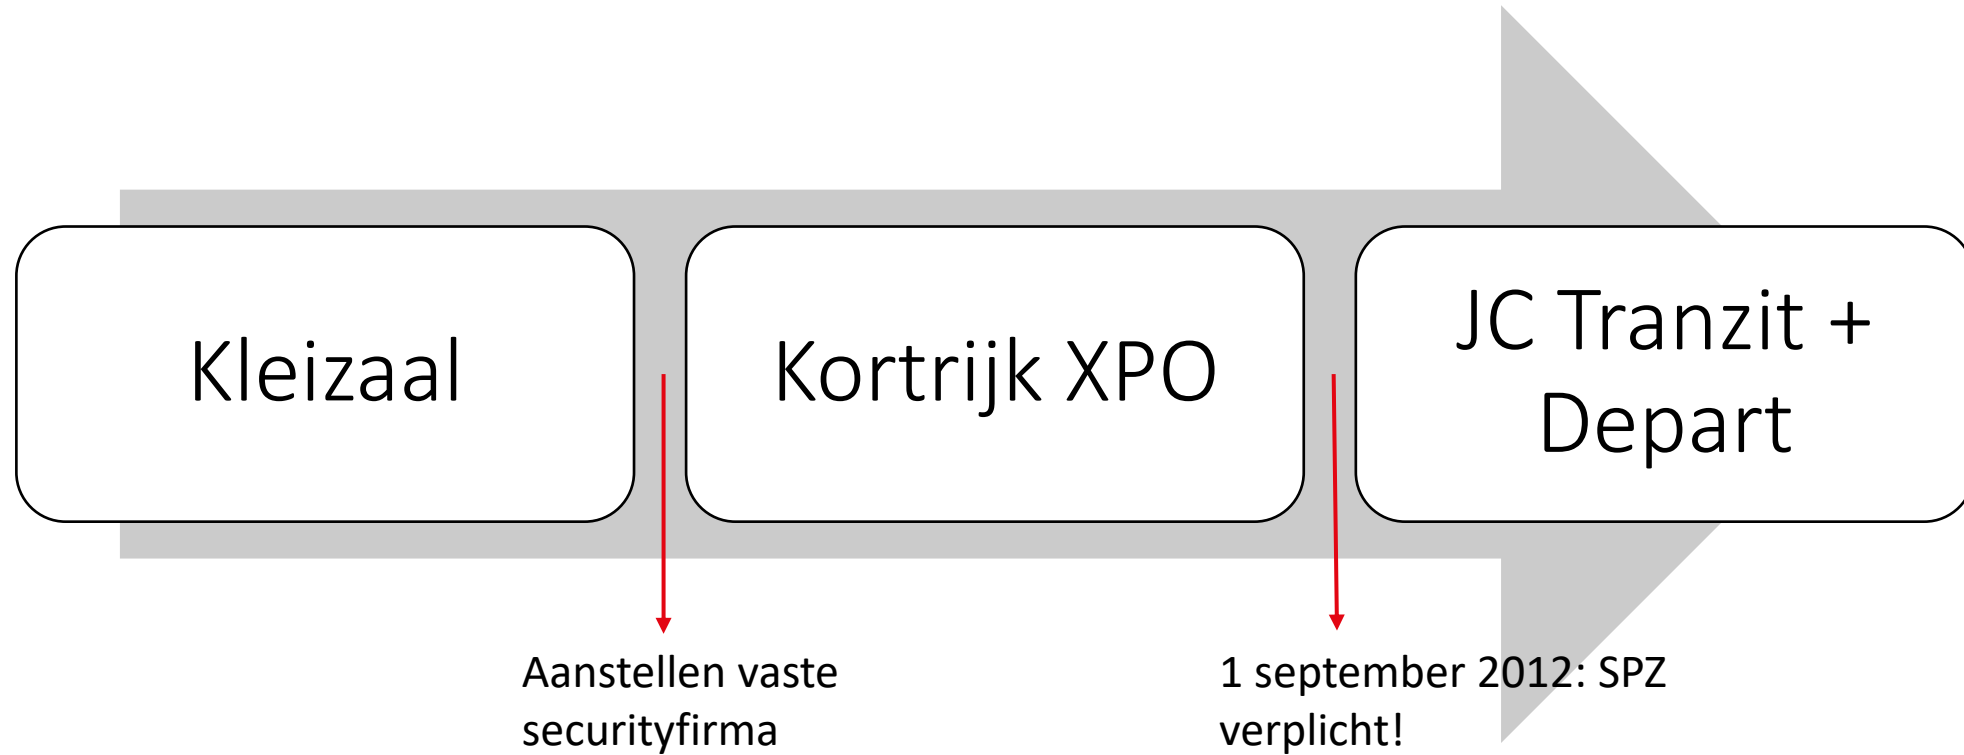 Kleizaal
Kortrijk XPO
JC Tranzit +
Depart
Aanstellen vaste
securityfirma
1 september 2012: SPZ
verplicht!